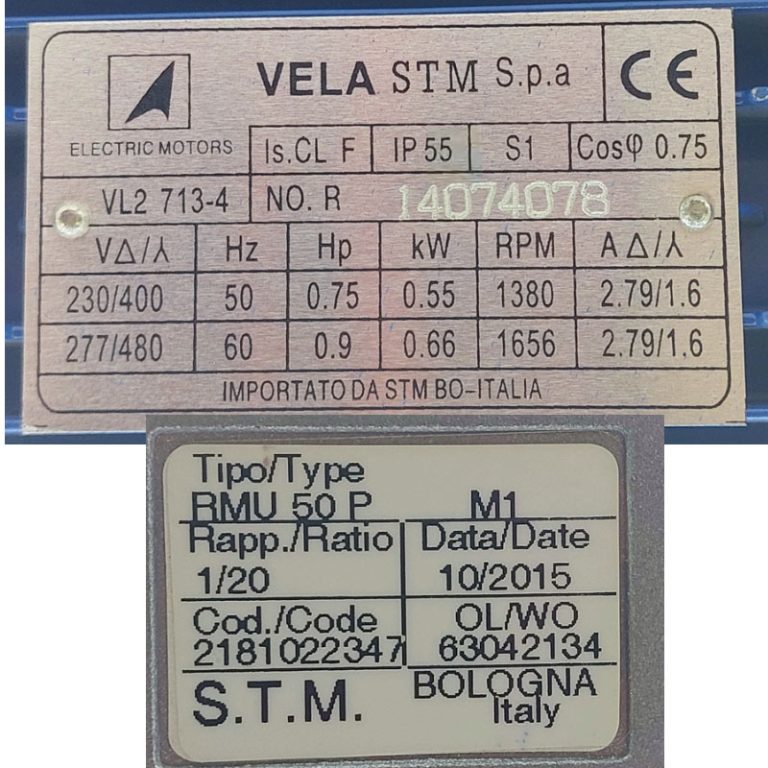 VELA STM S.p.a CE
ELECTRIC MOTORS Is.CL F IP 55 S1 Cosφ 0.75
VL2 713-4 NO. R 14074078
V∆/⅄ Hz Hp kW RPM A ∆/⅄
230/400 50 0.75 0.55 1380 2.79/1.6
277/480 60 0.9 0.66 1656 2.79/1.6
IMPORTATO DA STM BO-ITALIA
Tipo/Type
RMU 50 P M1
Rapp./Ratio Data/Date
1/20 10/2015
Cod./Code OL/WO
2181022347 63042134
S.T.M. BOLOGNA
Italy